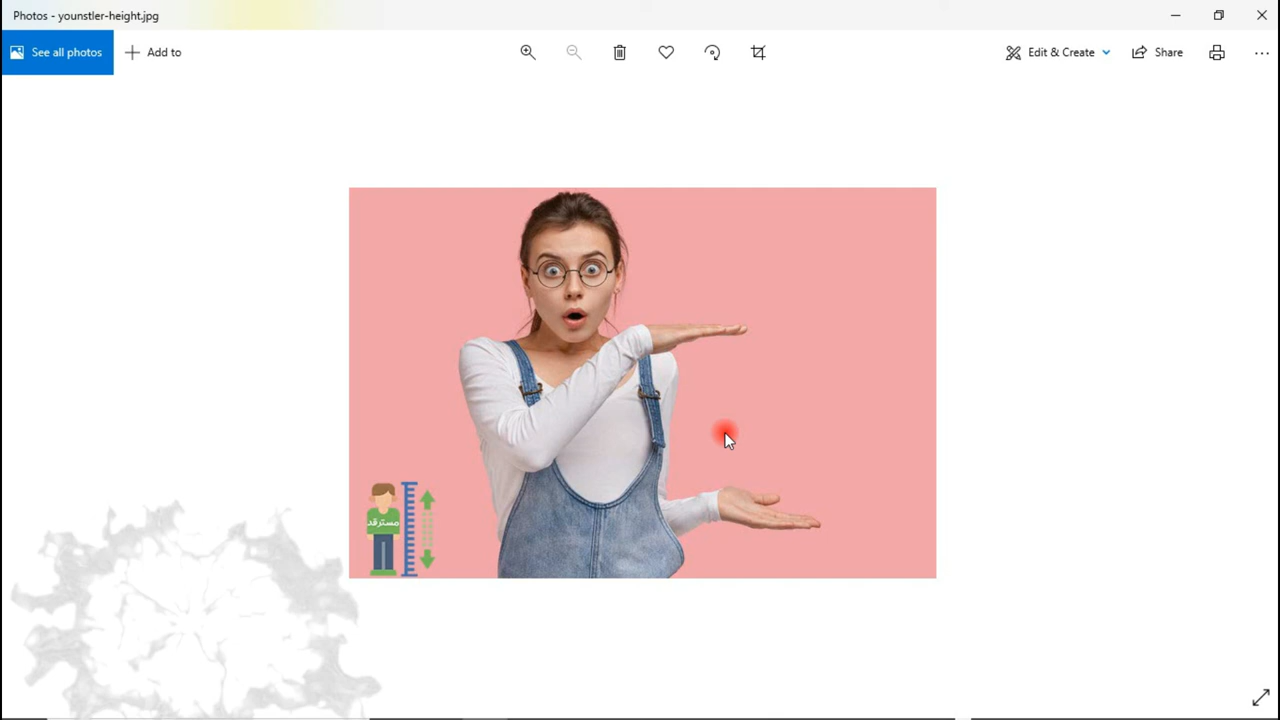 Photos - younstler-height.jpg
See all photos
Add to
Edit & Create
Share
مسترقد